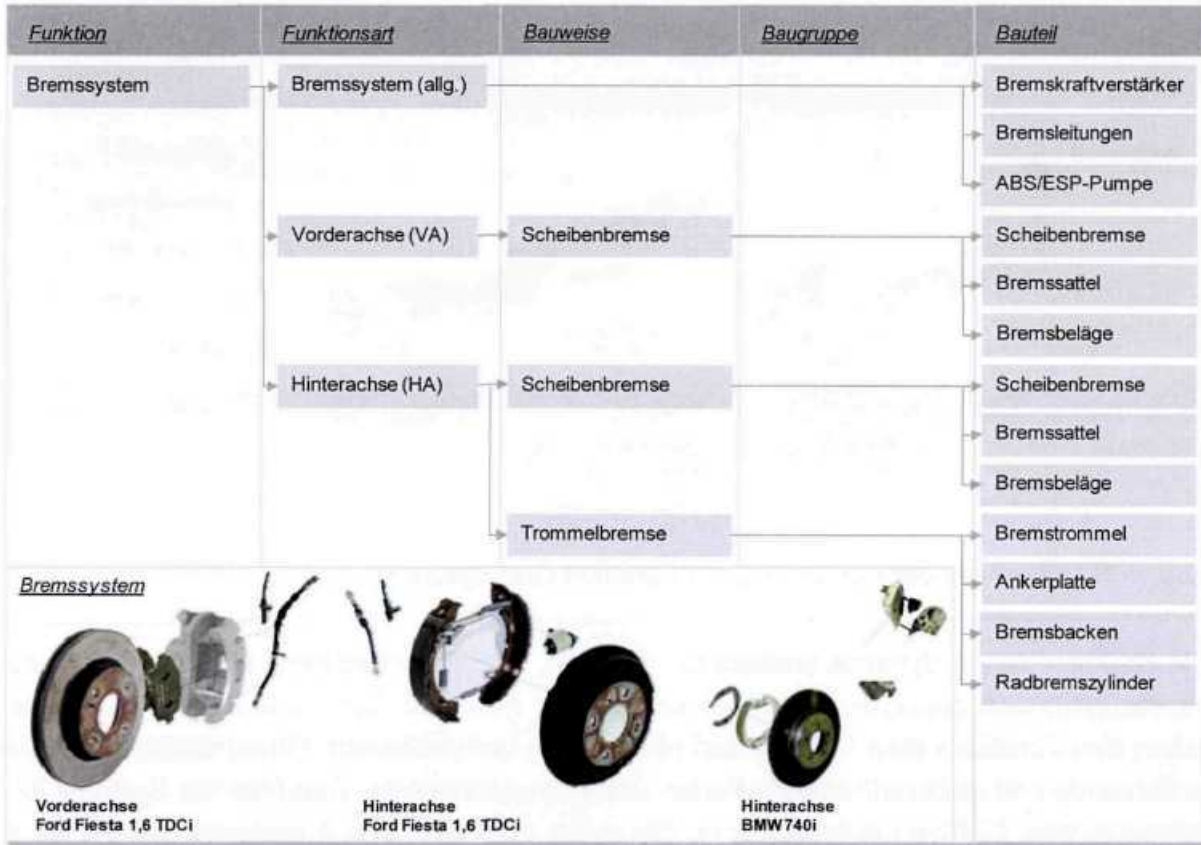 Funktion Funktionsart Bauweise Baugruppe Bauteil
Bremssystem Bremssystem (allg.) Bremskraftverstärker
Bremsleitungen
ABS/ESP-Pumpe
Vorderachse (VA) Scheibenbremse Scheibenbremse
Bremssattel
Bremsbeläge
Hinterachse (HA) Scheibenbremse Scheibenbremse
Bremssattel
Bremsbeläge
Trommelbremse Bremstrommel
Bremssystem
Ankerplatte
Bremsbacken
Radbremszylinder
Vorderachse
Ford Fiesta 1,6 TDCi
Hinterachse
Ford Fiesta 1,6 TDCi
Hinterachse
BMW 740i